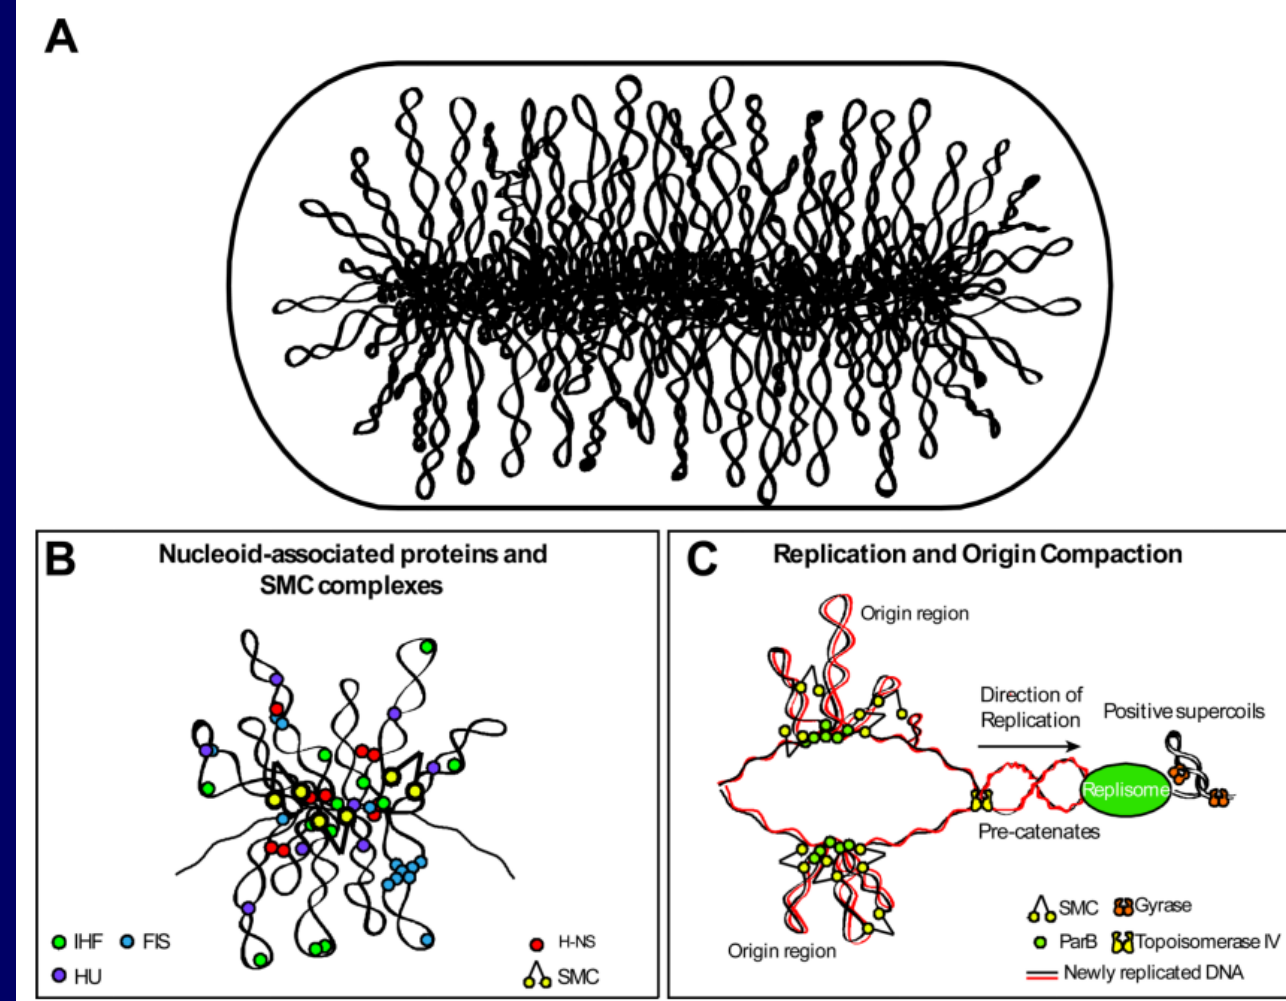 A
B
Nucleoid-associated proteins and
SMC complexes
IHF
FIS
HU
H-NS
SMC
C
Replication and Origin Compaction
Origin region
Direction of
Replication
Positive supercoils
Replisome
Pre-catenates
Origin region
SMC
Gyrase
ParB
Topoisomerase IV
Newly replicated DNA